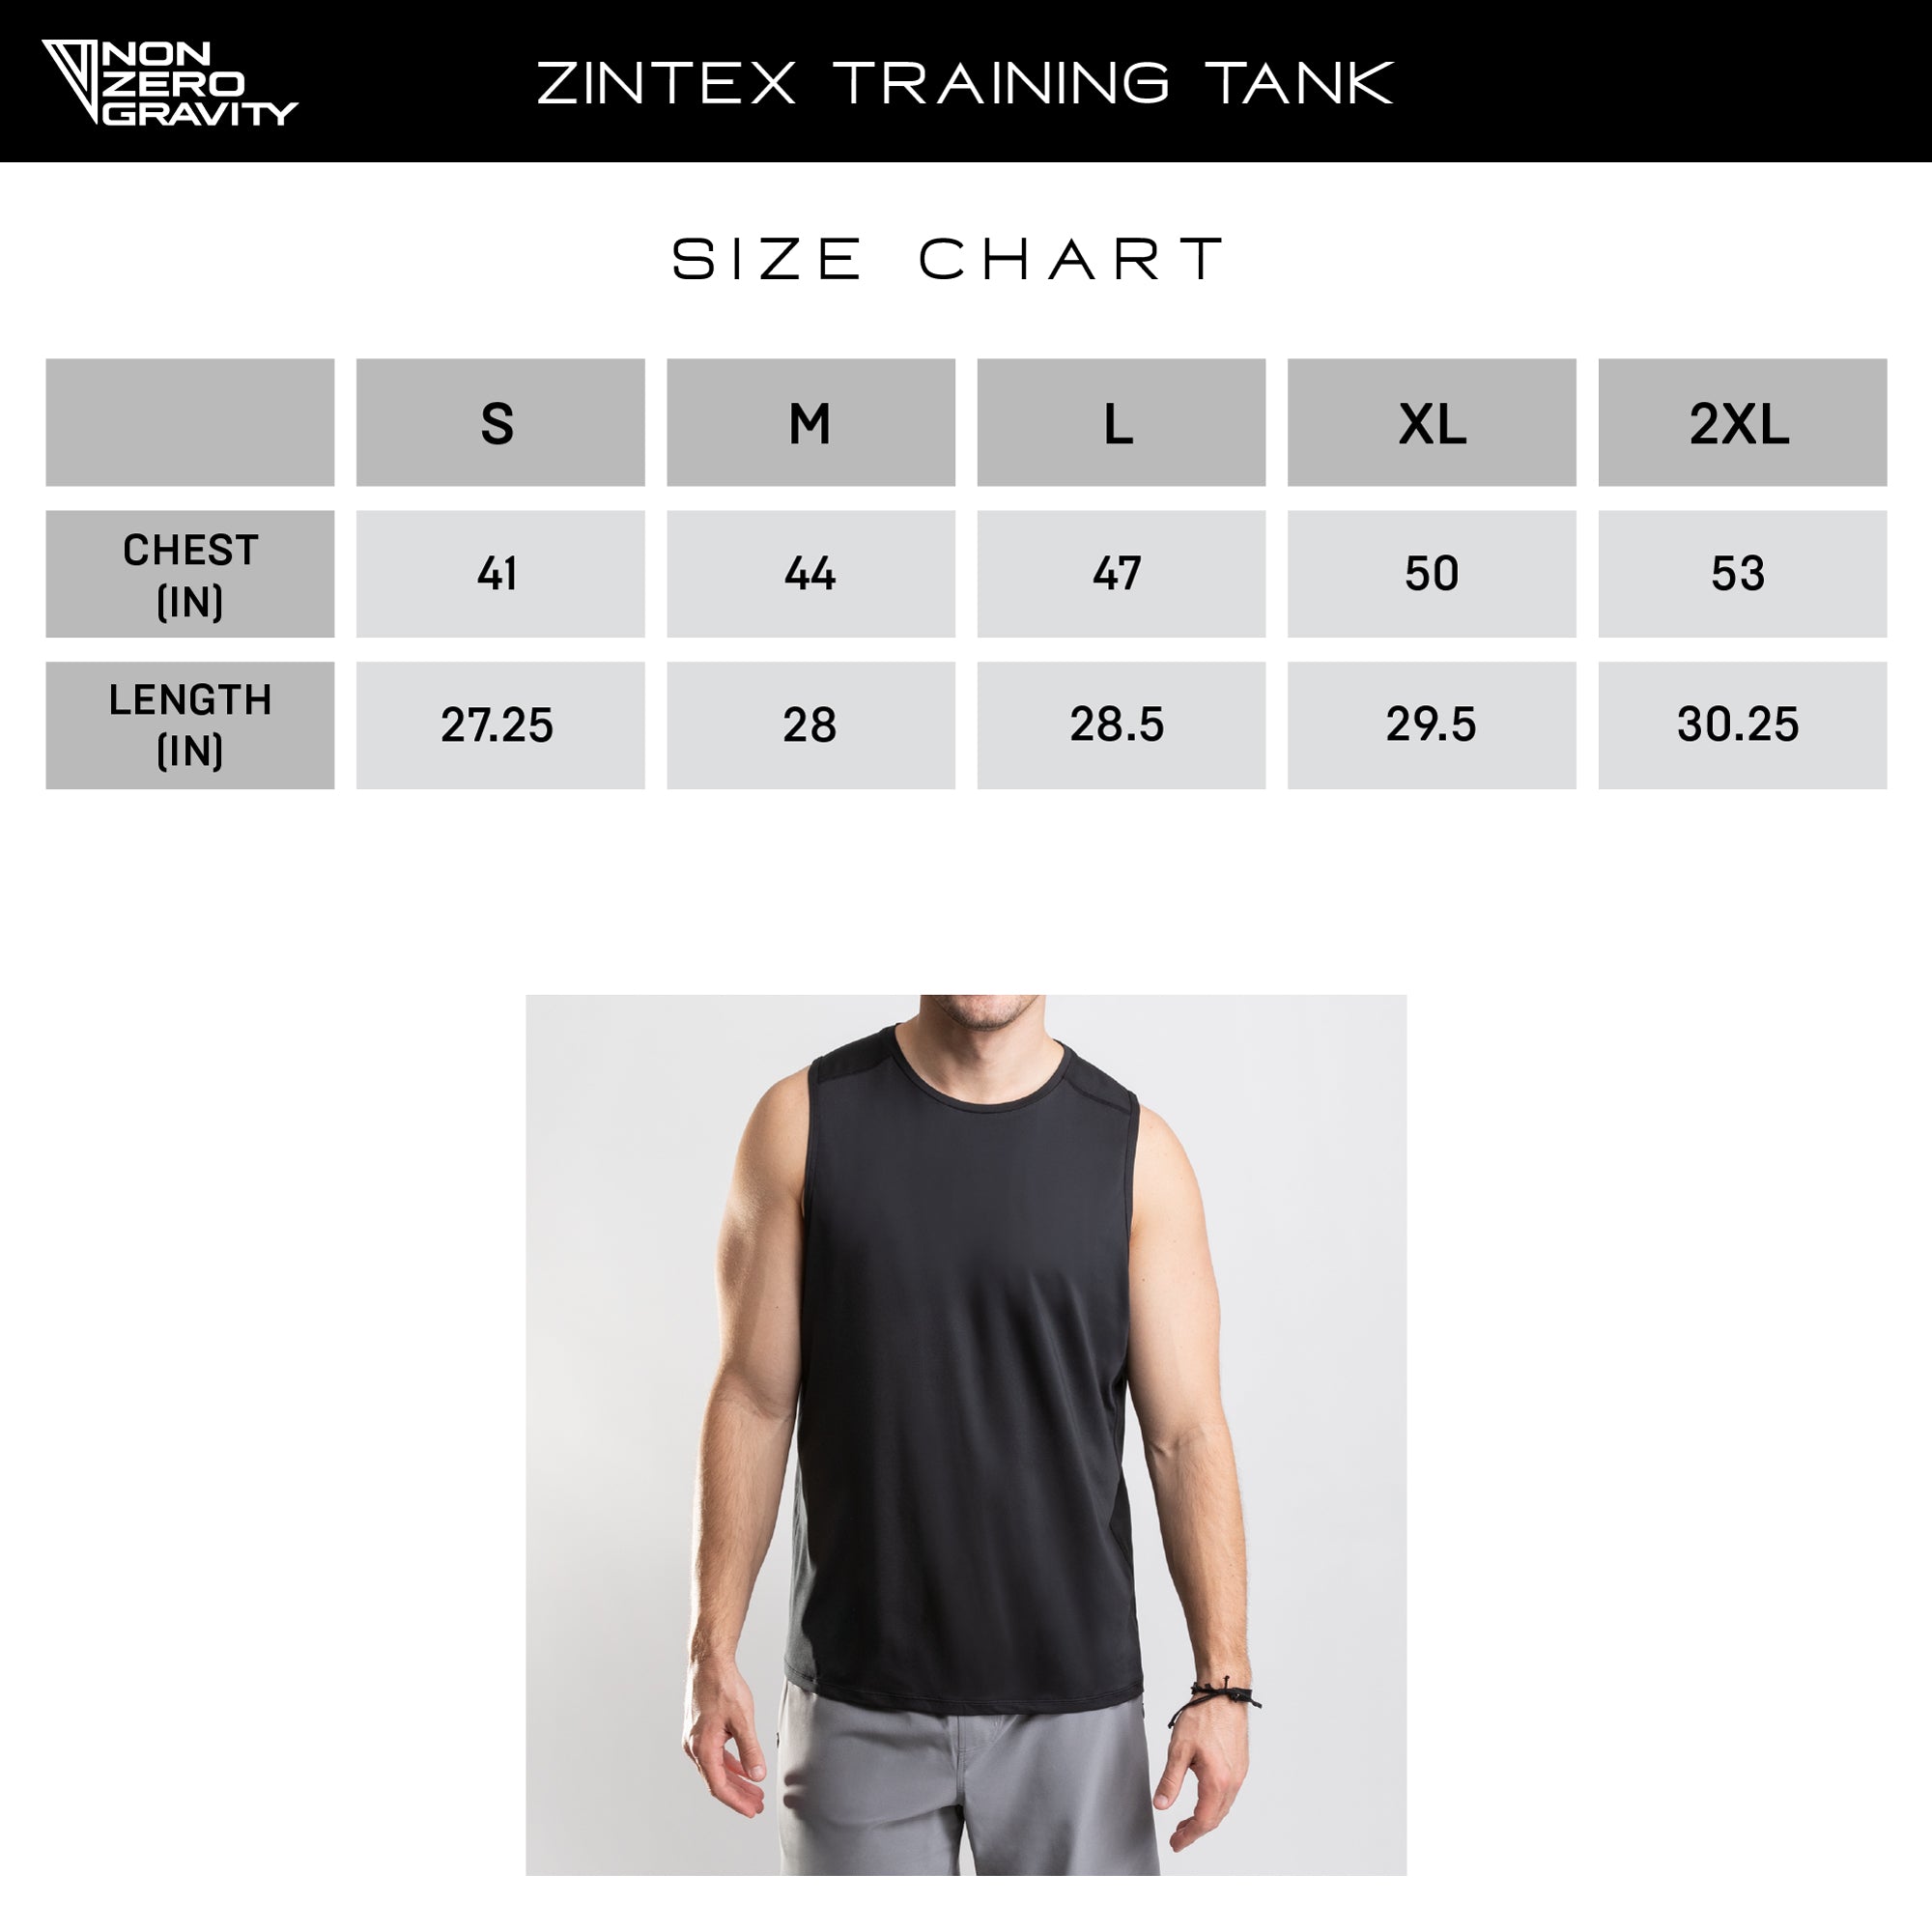 NON
ZERO
GRAVITY
ZINTEX TRAINING TANK
SIZE CHART
S M L XL 2XL
CHEST
(IN)
41 44 47 50 53
LENGTH
(IN)
27.25 28 28.5 29.5 30.25